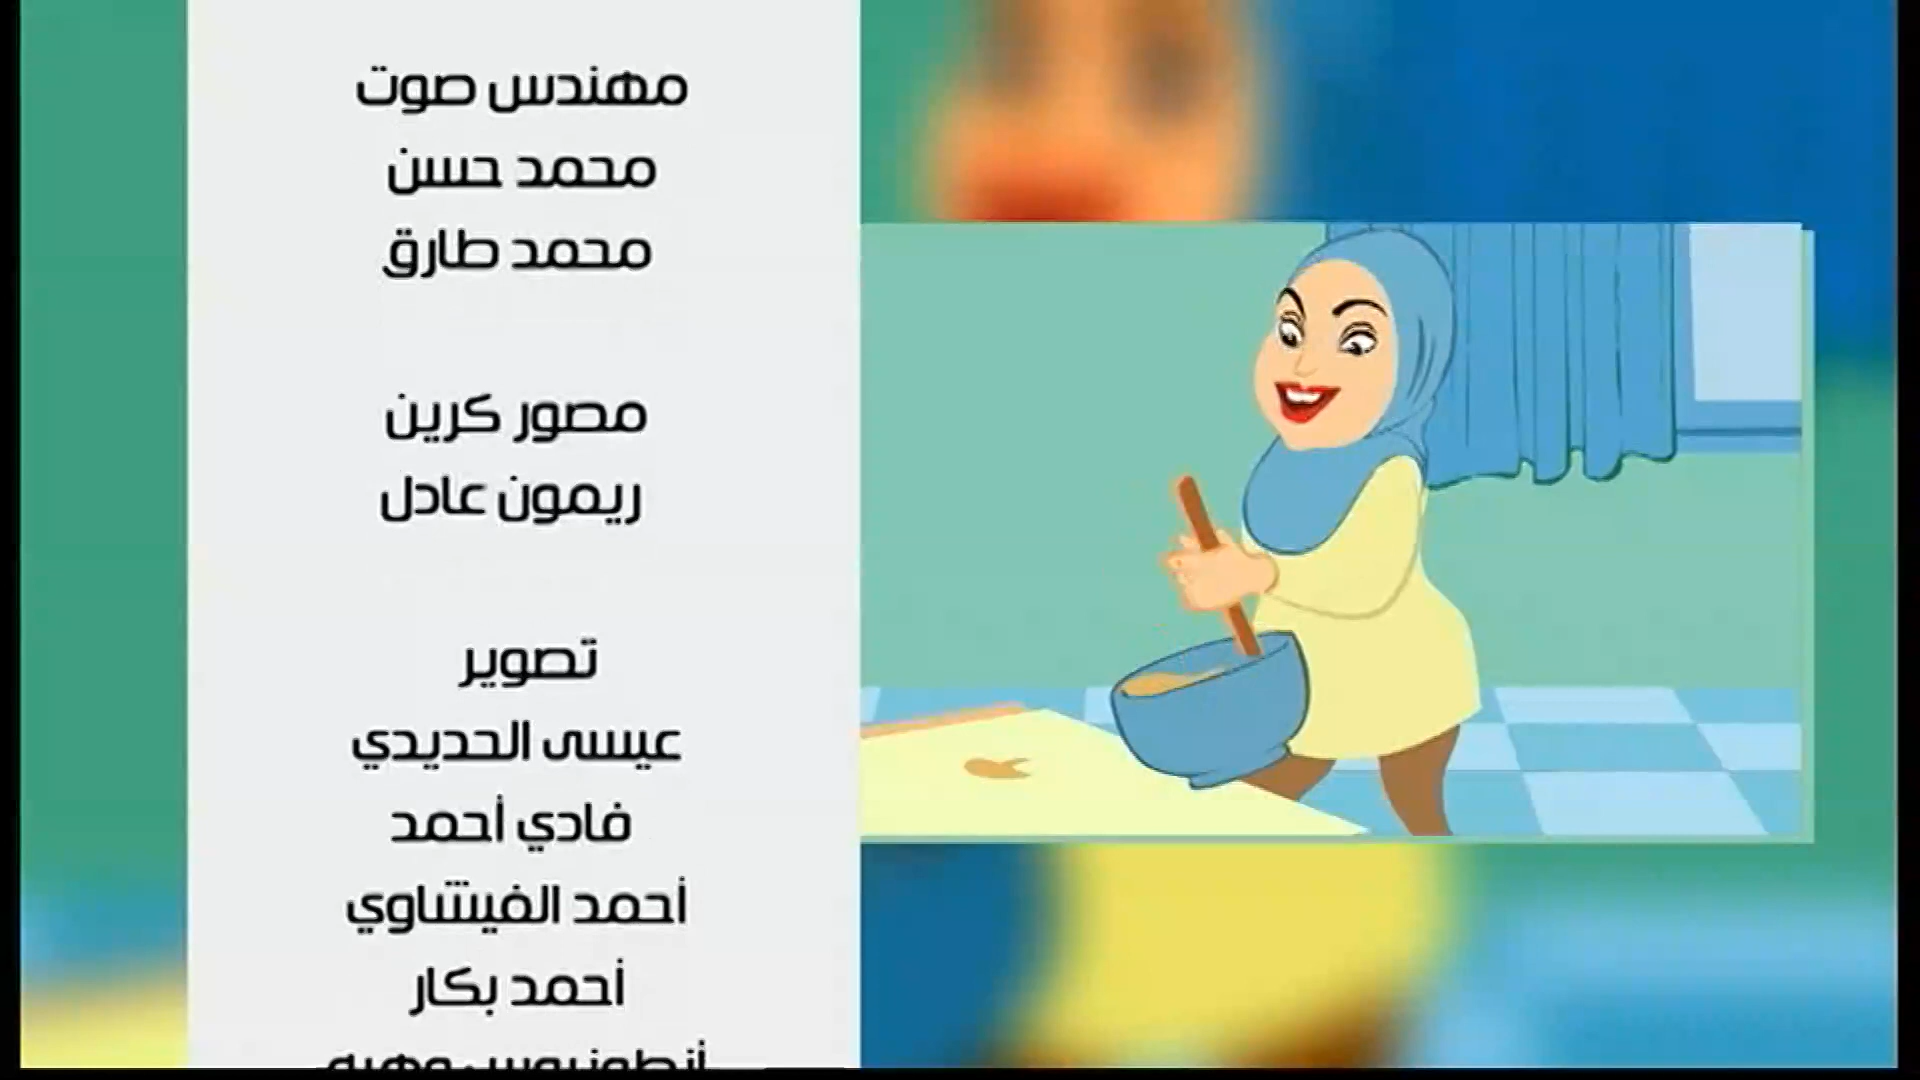 مهندس صوت
محمد حسن
محمد طارق
مصور كرين
ريمون عادل
تصوير
عيسى الحديدي
فادي أحمد
أحمد الفيشاوي
أحمد بكار